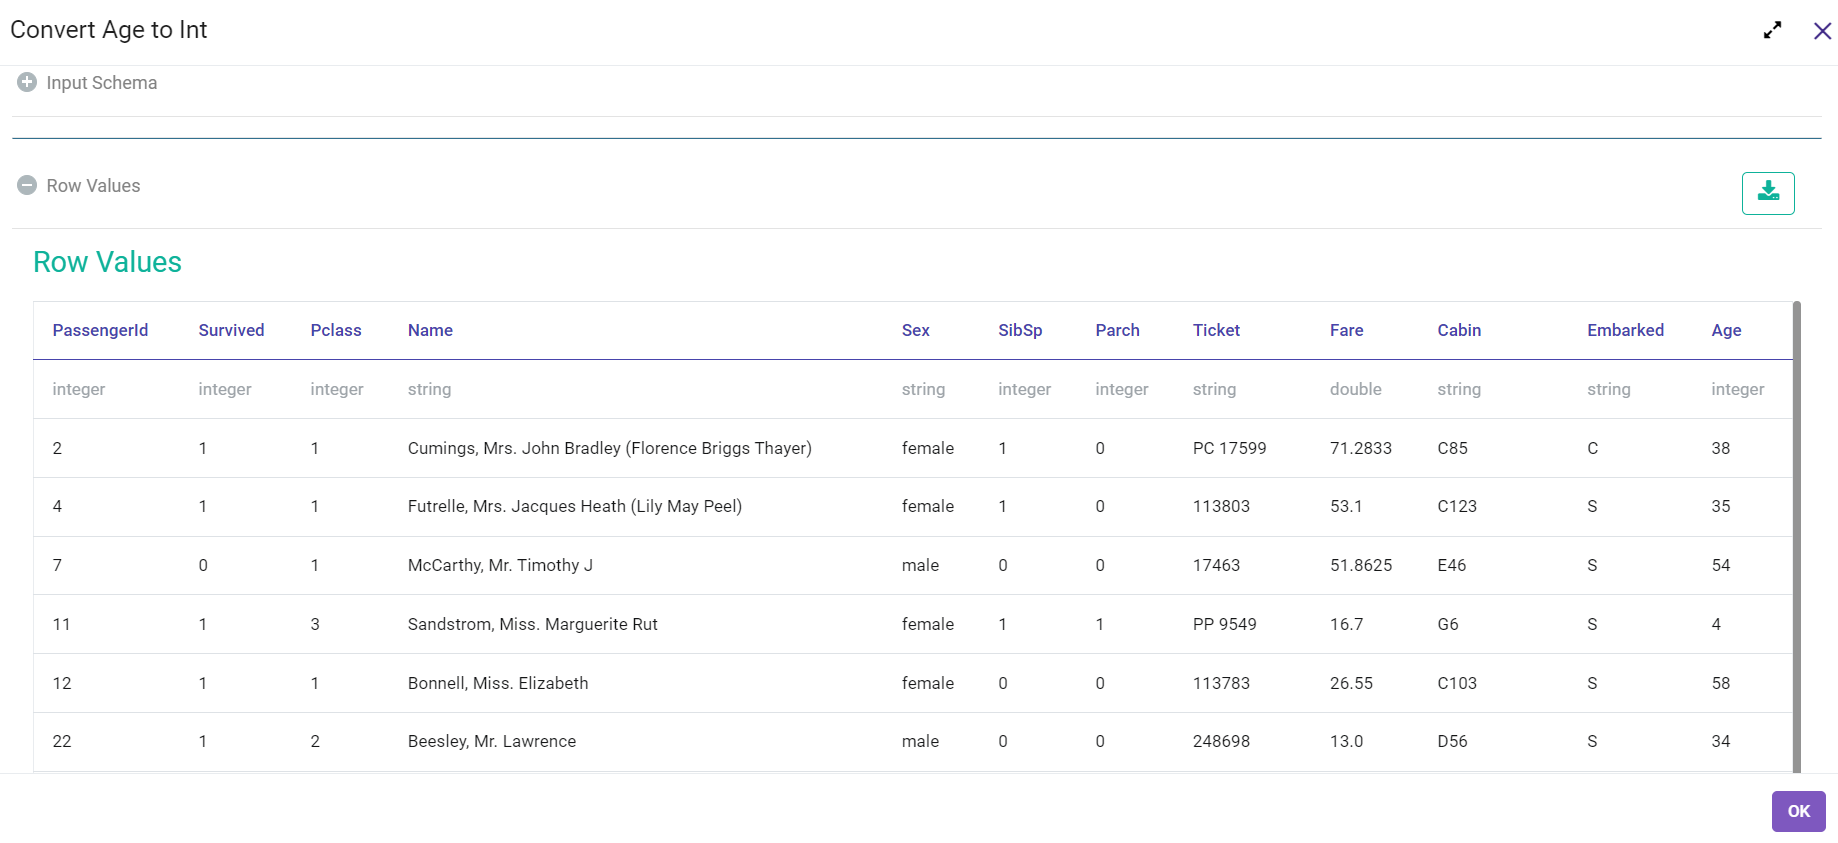 Convert Age to Int
Input Schema
Row Values
Row Values
PassengerId Survived Pclass Name Sex SibSp Parch Ticket Fare Cabin Embarked Age
integer integer integer string string integer integer string double string string integer
2 1 1 Cumings, Mrs. John Bradley (Florence Briggs Thayer) female 1 0 PC 17599 71.2833 C85 C 38
4 1 1 Futrelle, Mrs. Jacques Heath (Lily May Peel) female 1 0 113803 53.1 C123 S 35
7 0 1 McCarthy, Mr. Timothy J male 0 0 17463 51.8625 E46 S 54
11 1 3 Sandstrom, Miss. Marguerite Rut female 1 1 PP 9549 16.7 G6 S 4
12 1 1 Bonnell, Miss. Elizabeth female 0 0 113783 26.55 C103 S 58
22 1 2 Beesley, Mr. Lawrence male 0 0 248698 13.0 D56 S 34
OK